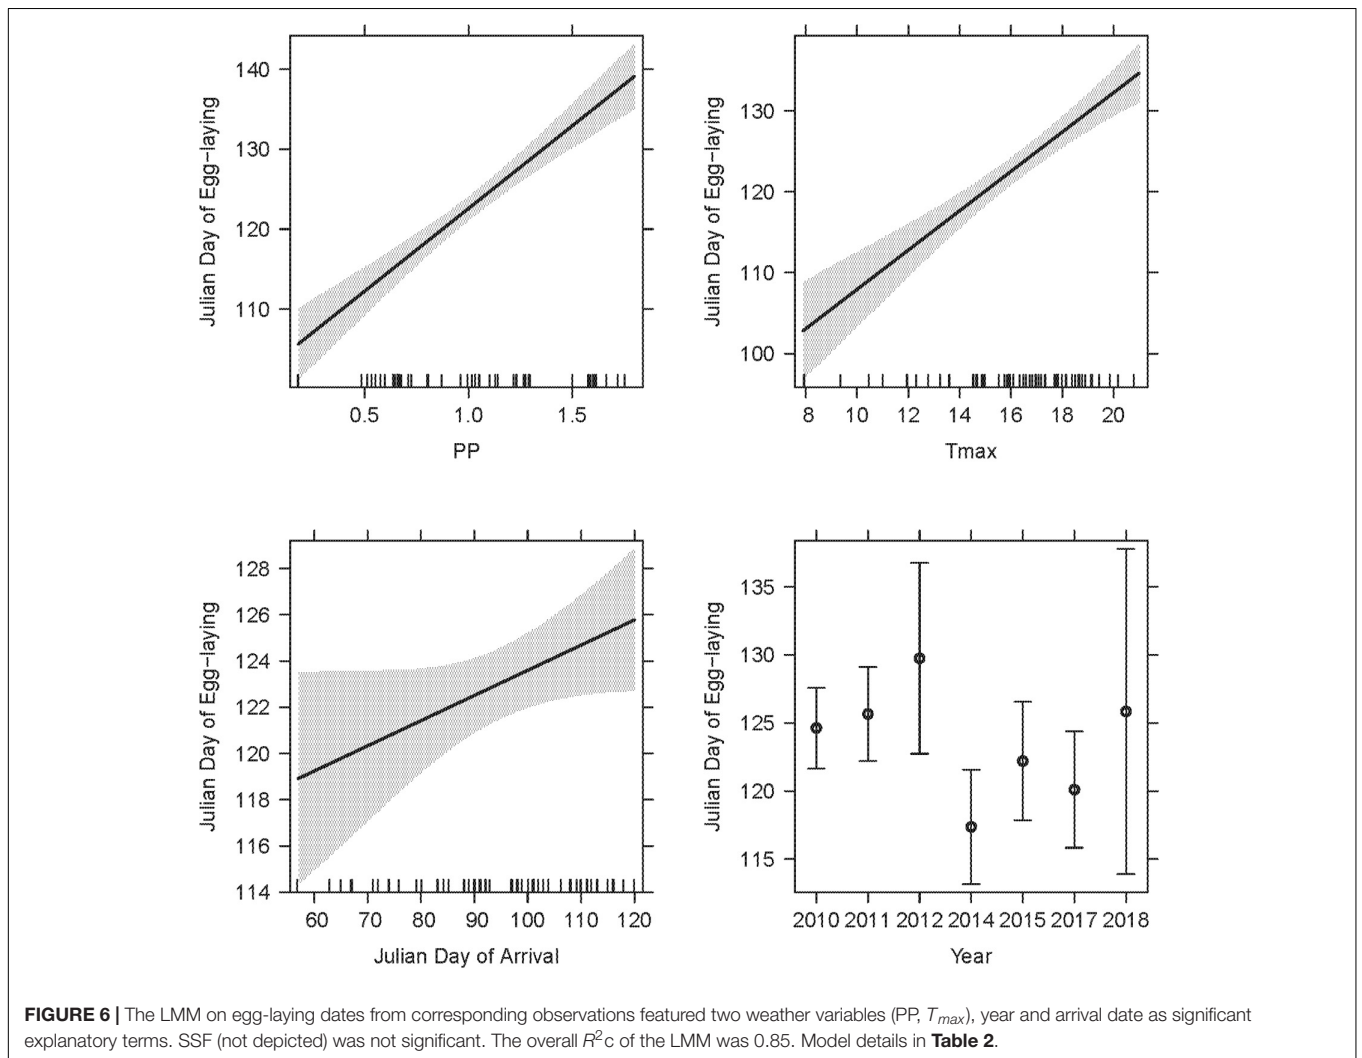 140
130
120
110
Julian Day of Egg-laying
0.5 1.0 1.5
PP
130
120
110
100
Julian Day of Egg-laying
8 10 12 14 16 18 20
Tmax
128
126
124
122
120
118
116
114
Julian Day of Egg-laying
60 70 80 90 100 110 120
Julian Day of Arrival
135
130
125
120
115
Julian Day of Egg-laying
2010 2011 2012 2014 2015 2017 2018
Year
FIGURE 6 | The LMM on egg-laying dates from corresponding observations featured two weather variables (PP, Tmax), year and arrival date as significant
explanatory terms. SSF (not depicted) was not significant. The overall R²c of the LMM was 0.85. Model details in Table 2.